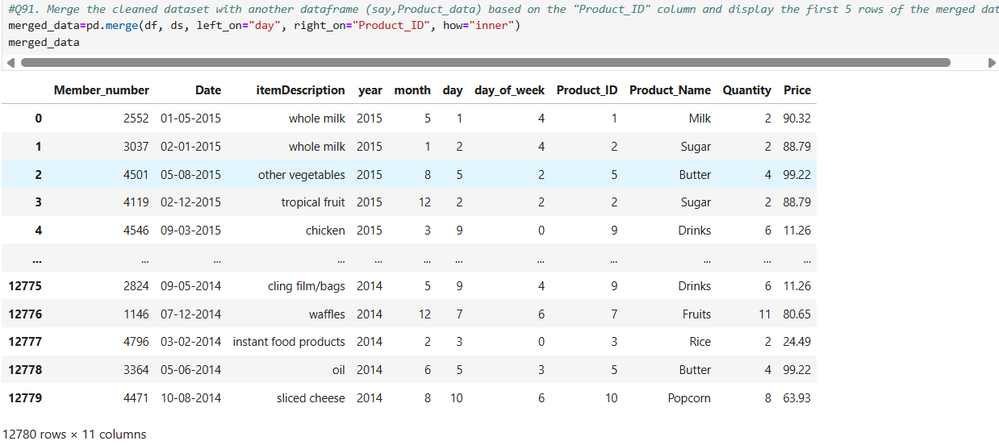 #Q91. Merge the cleaned dataset with another dataframe (say,Product_data) based on the "Product_ID" column and display the first 5 rows of the merged dat
merged_data=pd.merge(df, ds, left_on="day", right_on="Product_ID", how="inner")
merged_data
Member_number Date itemDescription year month day day_of_week Product_ID Product_Name Quantity Price
0 2552 01-05-2015 whole milk 2015 5 1 4 1 Milk 2 90.32
1 3037 02-01-2015 whole milk 2015 1 2 4 2 Sugar 2 88.79
2 4501 05-08-2015 other vegetables 2015 8 5 2 5 Butter 4 99.22
3 4119 02-12-2015 tropical fruit 2015 12 2 2 2 Sugar 2 88.79
4 4546 09-03-2015 chicken 2015 3 9 0 9 Drinks 6 11.26
... ... ... ... ... ... ... ... ... ... ... ...
12775 2824 09-05-2014 cling film/bags 2014 5 9 4 9 Drinks 6 11.26
12776 1146 07-12-2014 waffles 2014 12 7 6 7 Fruits 11 80.65
12777 4796 03-02-2014 instant food products 2014 2 3 0 3 Rice 2 24.49
12778 3364 05-06-2014 oil 2014 6 5 3 5 Butter 4 99.22
12779 4471 10-08-2014 sliced cheese 2014 8 10 6 10 Popcorn 8 63.93
12780 rows × 11 columns